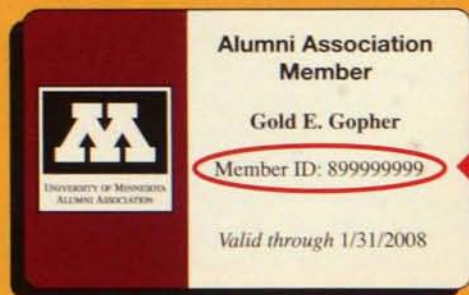 Alumni Association
Member
Gold E. Gopher
Member ID: 899999999
Valid through 1/31/2008
M
UNIVERSITY OF MINNESOTA
ALUMNI ASSOCIATION